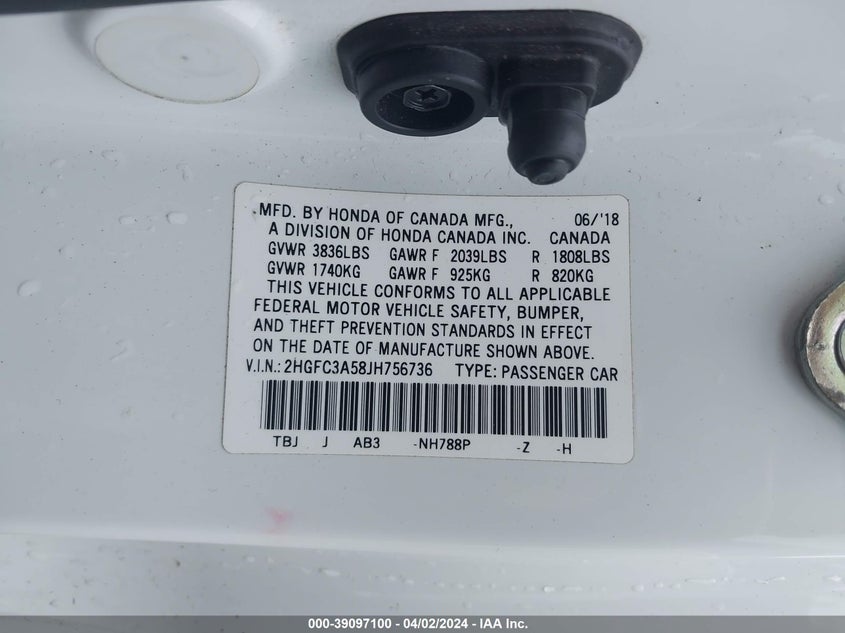 MFD. BY HONDA OF CANADA MFG., 06/'18
A DIVISION OF HONDA CANADA INC. CANADA
GVWR 3836LBS GAWR F 2039LBS R 1808LBS
GVWR 1740KG GAWR F 925KG R 820KG
THIS VEHICLE CONFORMS TO ALL APPLICABLE
FEDERAL MOTOR VEHICLE SAFETY, BUMPER,
AND THEFT PREVENTION STANDARDS IN EFFECT
ON THE DATE OF MANUFACTURE SHOWN ABOVE.
V.I.N.: 2HGFC3A58JH756736 TYPE: PASSENGER CAR
TBJ J AB3 -NH788P -Z -H
000-39097100 - 04/02/2024 - IAA Inc.